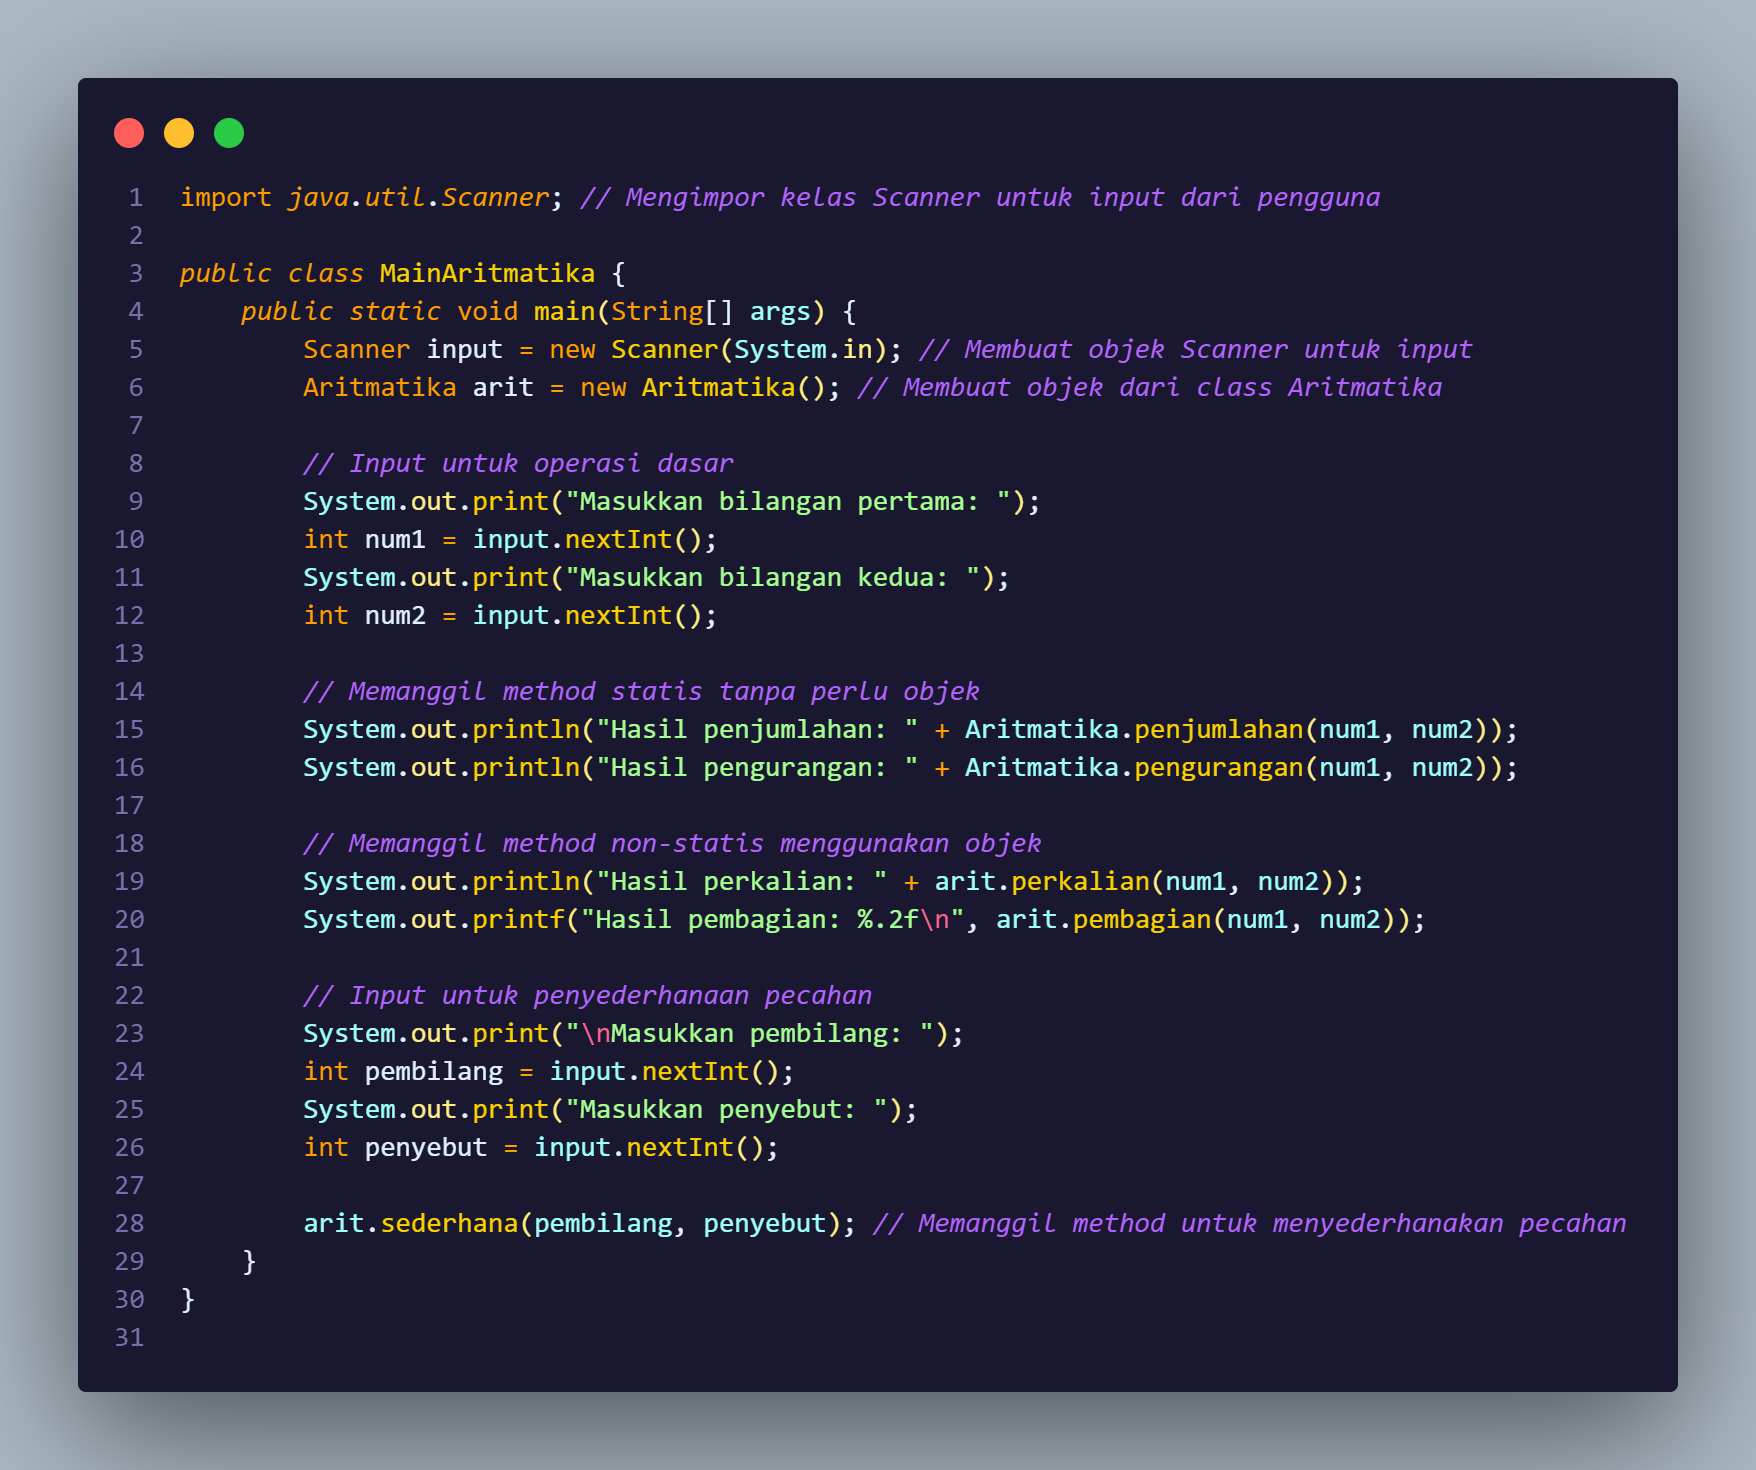 1 import java.util.Scanner; // Mengimpor kelas Scanner untuk input dari pengguna
2
3 public class MainAritmatika {
4     public static void main(String[] args) {
5         Scanner input = new Scanner(System.in); // Membuat objek Scanner untuk input
6         Aritmatika arit = new Aritmatika(); // Membuat objek dari class Aritmatika
7
8         // Input untuk operasi dasar
9         System.out.print("Masukkan bilangan pertama: ");
10         int num1 = input.nextInt();
11         System.out.print("Masukkan bilangan kedua: ");
12         int num2 = input.nextInt();
13
14         // Memanggil method statis tanpa perlu objek
15         System.out.println("Hasil penjumlahan: " + Aritmatika.penjumlahan(num1, num2));
16         System.out.println("Hasil pengurangan: " + Aritmatika.pengurangan(num1, num2));
17
18         // Memanggil method non-statis menggunakan objek
19         System.out.println("Hasil perkalian: " + arit.perkalian(num1, num2));
20         System.out.printf("Hasil pembagian: %.2f\n", arit.pembagian(num1, num2));
21
22         // Input untuk penyederhanaan pecahan
23         System.out.print("\nMasukkan pembilang: ");
24         int pembilang = input.nextInt();
25         System.out.print("Masukkan penyebut: ");
26         int penyebut = input.nextInt();
27
28         arit.sederhana(pembilang, penyebut); // Memanggil method untuk menyederhanakan pecahan
29     }
30 }
31